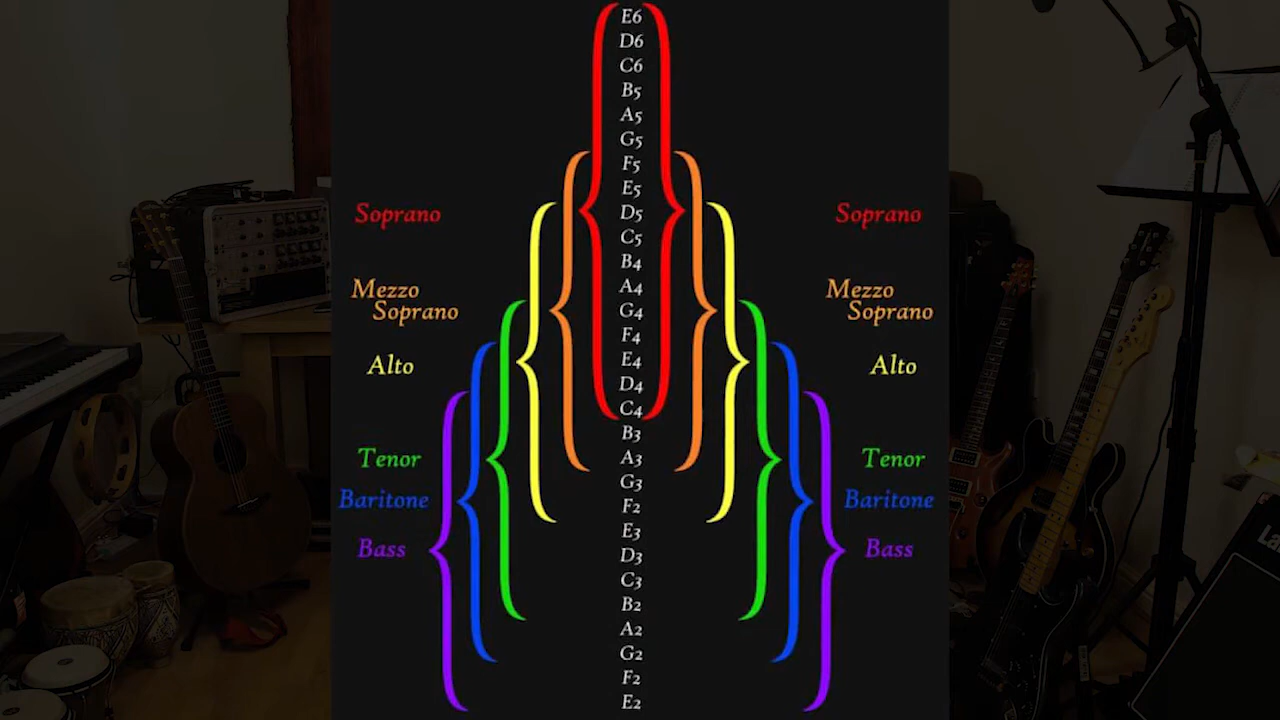 E6
D6
C6
B5
A5
G5
F5
E5
D5
Soprano
Soprano
C5
B4
A4
Mezzo
Soprano
Mezzo
Soprano
G4
F4
E4
Alto
Alto
D4
C4
B3
A3
Tenor
Tenor
G3
Baritone
Baritone
F2
E3
Bass
Bass
D3
C3
B2
A2
G2
F2
E2
La